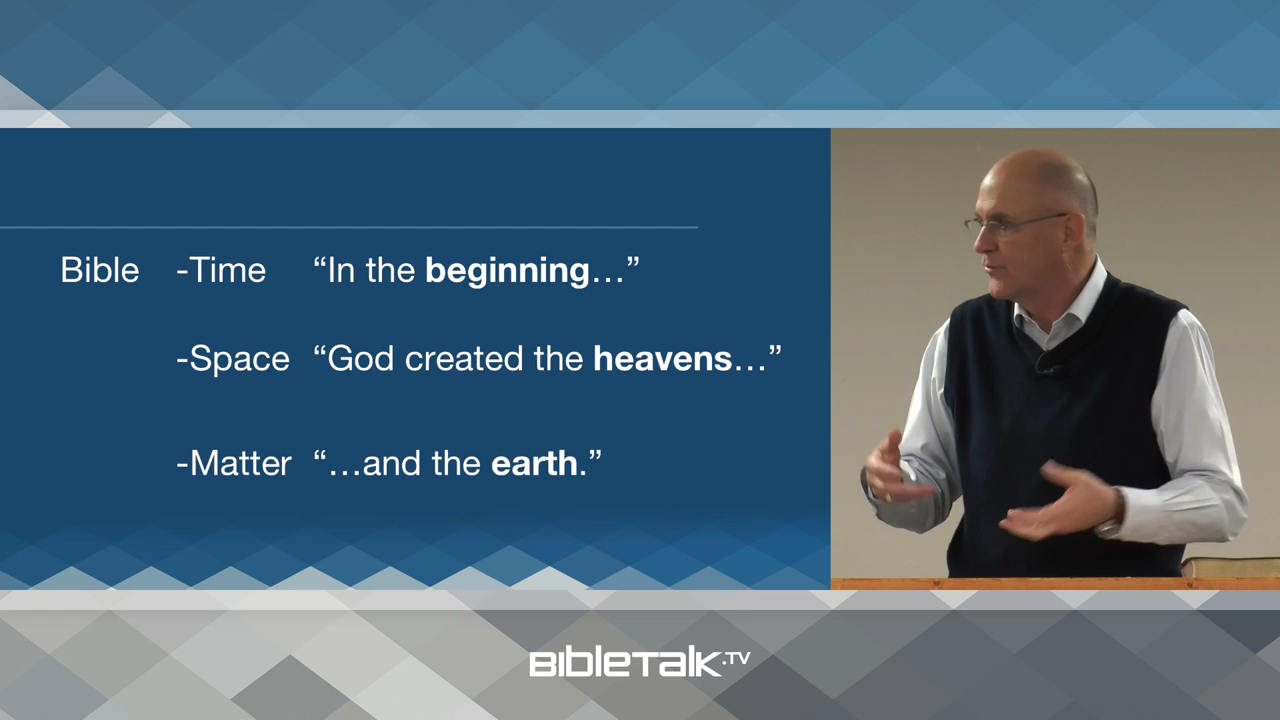 Bible -Time “In the beginning…”
-Space “God created the heavens…”
-Matter “…and the earth.”
BIBLETALK.TV